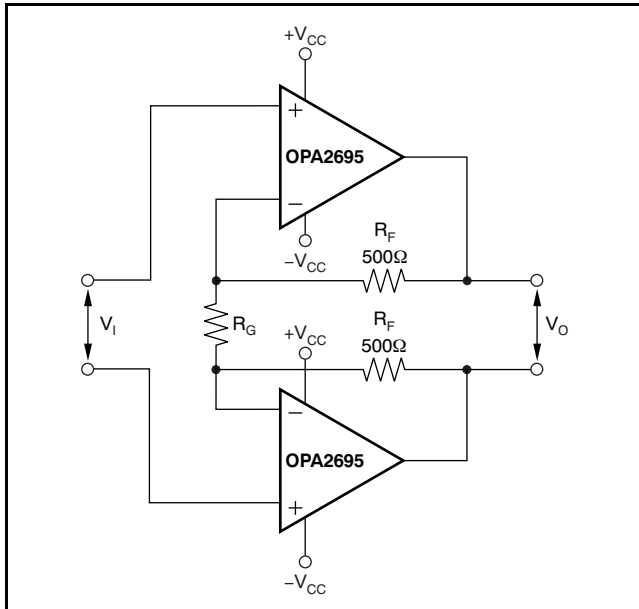 +V_CC
+
OPA2695
−
−V_CC
R_F
500Ω
V_I
R_G
+V_CC
R_F
500Ω
V_O
−
OPA2695
+
−V_CC